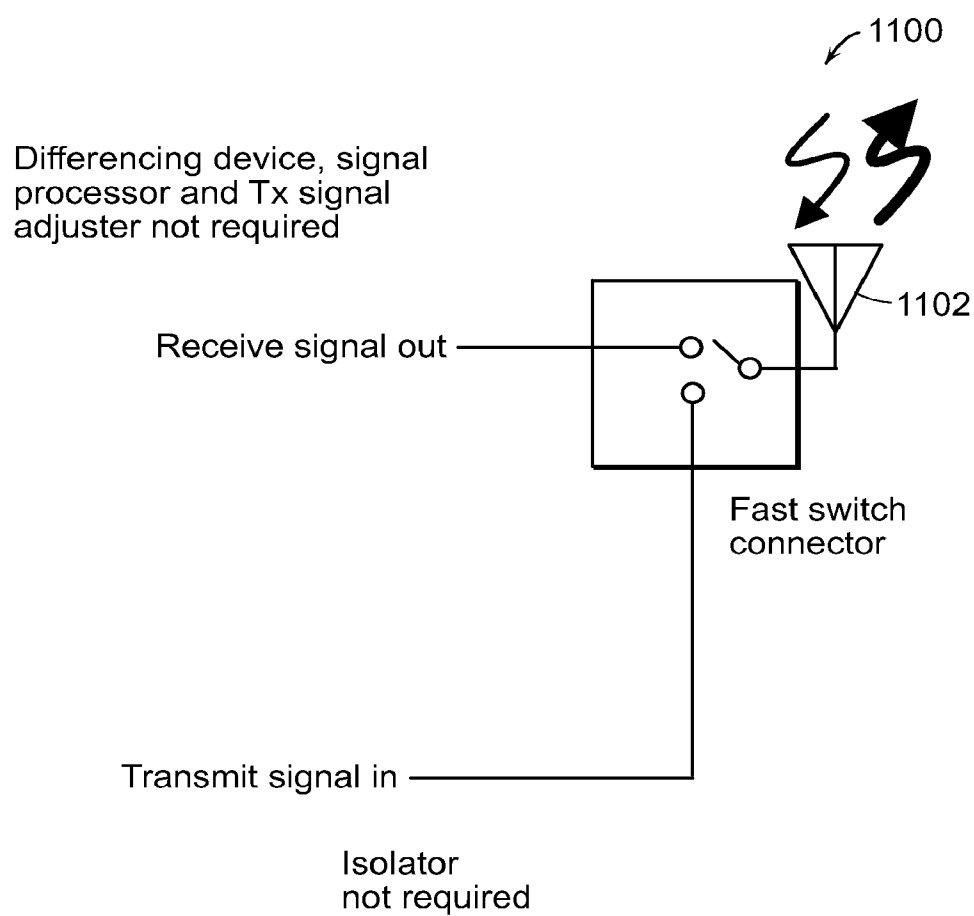 1100
Differencing device, signal
processor and Tx signal
adjuster not required
1102
Receive signal out
Fast switch
connector
Transmit signal in
Isolator
not required